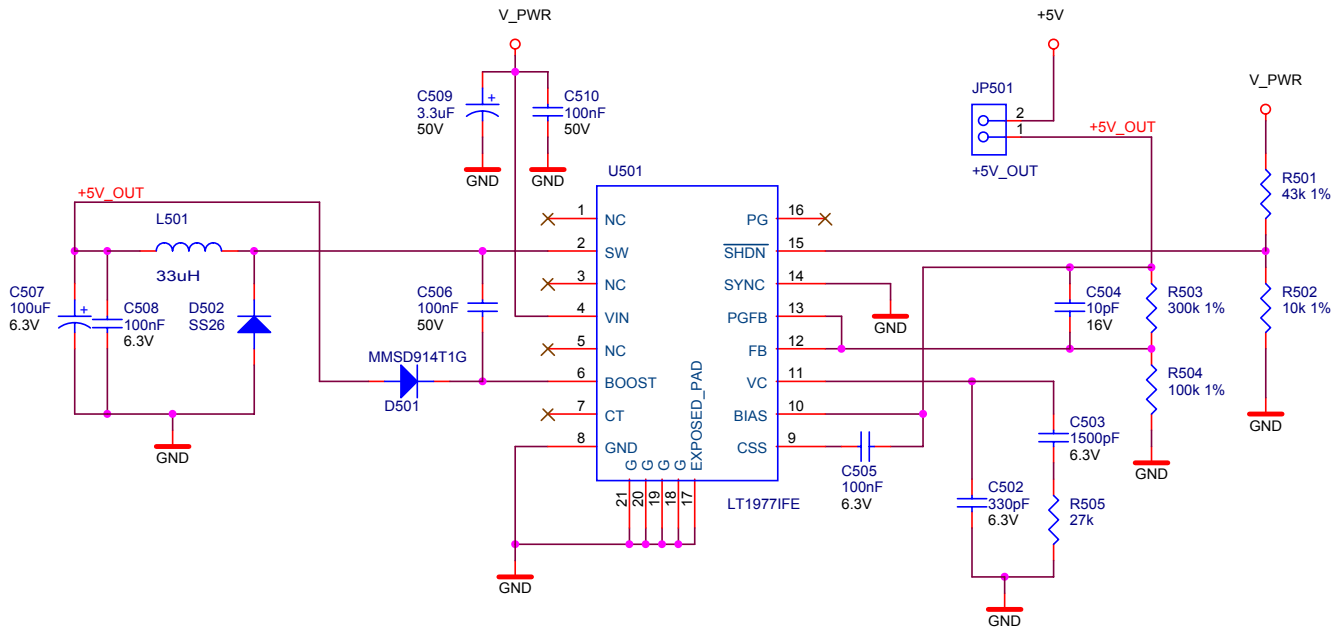 V_PWR
+5V
C509
3.3uF
50V
C510
100nF
50V
GND
GND
JP501
2
1
+5V_OUT
+5V_OUT
V_PWR
R501
43k 1%
U501
+5V_OUT
L501
33uH
C507
100uF
6.3V
+
C508
100nF
6.3V
D502
SS26
GND
C506
100nF
50V
MMSD914T1G
D501
+
1
NC
2
SW
3
NC
4
VIN
5
NC
6
BOOST
7
CT
8
GND
PG
16
SHDN
15
SYNC
14
PGFB
13
FB
12
VC
11
BIAS
10
CSS
9
G
G
G
G
EXPOSED_PAD
21
20
19
18
17
LT1977IFE
GND
GND
C504
10pF
16V
R503
300k 1%
R502
10k 1%
R504
100k 1%
GND
GND
C505
100nF
6.3V
C503
1500pF
6.3V
C502
330pF
6.3V
R505
27k
GND